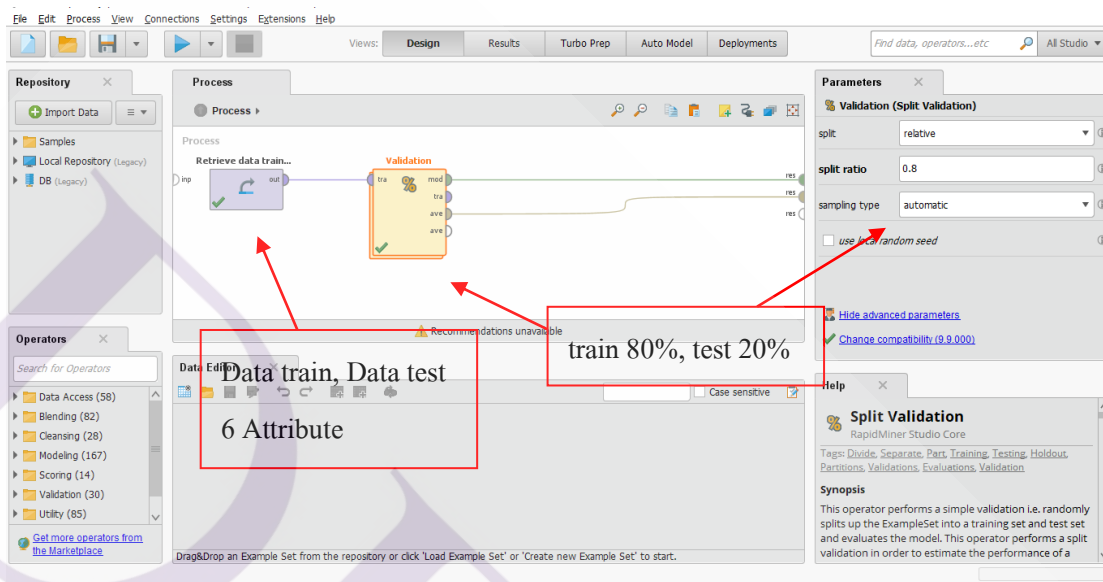 File Edit Process View Connections Settings Extensions Help
Views: Design Results Turbo Prep Auto Model Deployments Find data, operators...etc All Studio
Repository
Import Data
Samples
Local Repository (Legacy)
DB (Legacy)
Process
Process
Process
Retrieve data train...
inp
out
Validation
tra mod
tra
ave
ave
res
res
res
Recommendations unavailable
Data train, Data test
6 Attribute
train 80%, test 20%
Parameters
Validation (Split Validation)
split relative
split ratio 0.8
sampling type automatic
use local random seed
Hide advanced parameters
Change compatibility (9.9.000)
Operators
Search for Operators
Data Access (58)
Blending (82)
Cleansing (28)
Modeling (167)
Scoring (14)
Validation (30)
Utility (85)
Get more operators from
the Marketplace
Data Editor
Case sensitive
Drag&Drop an Example Set from the repository or click 'Load Example Set' or 'Create new Example Set' to start.
Help
Split Validation
RapidMiner Studio Core
Tags: Divide, Separate, Part, Training, Testing, Holdout,
Partitions, Validations, Evaluations, Validation
Synopsis
This operator performs a simple validation i.e. randomly
splits up the ExampleSet into a training set and test set
and evaluates the model. This operator performs a split
validation in order to estimate the performance of a